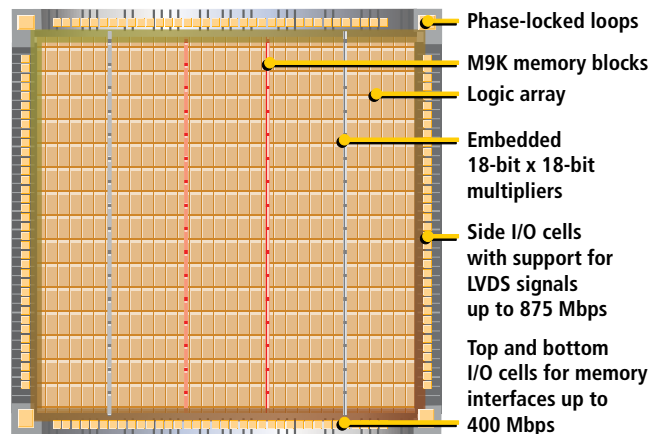 Phase-locked loops
M9K memory blocks
Logic array
Embedded
18-bit x 18-bit
multipliers
Side I/O cells
with support for
LVDS signals
up to 875 Mbps
Top and bottom
I/O cells for memory
interfaces up to
400 Mbps